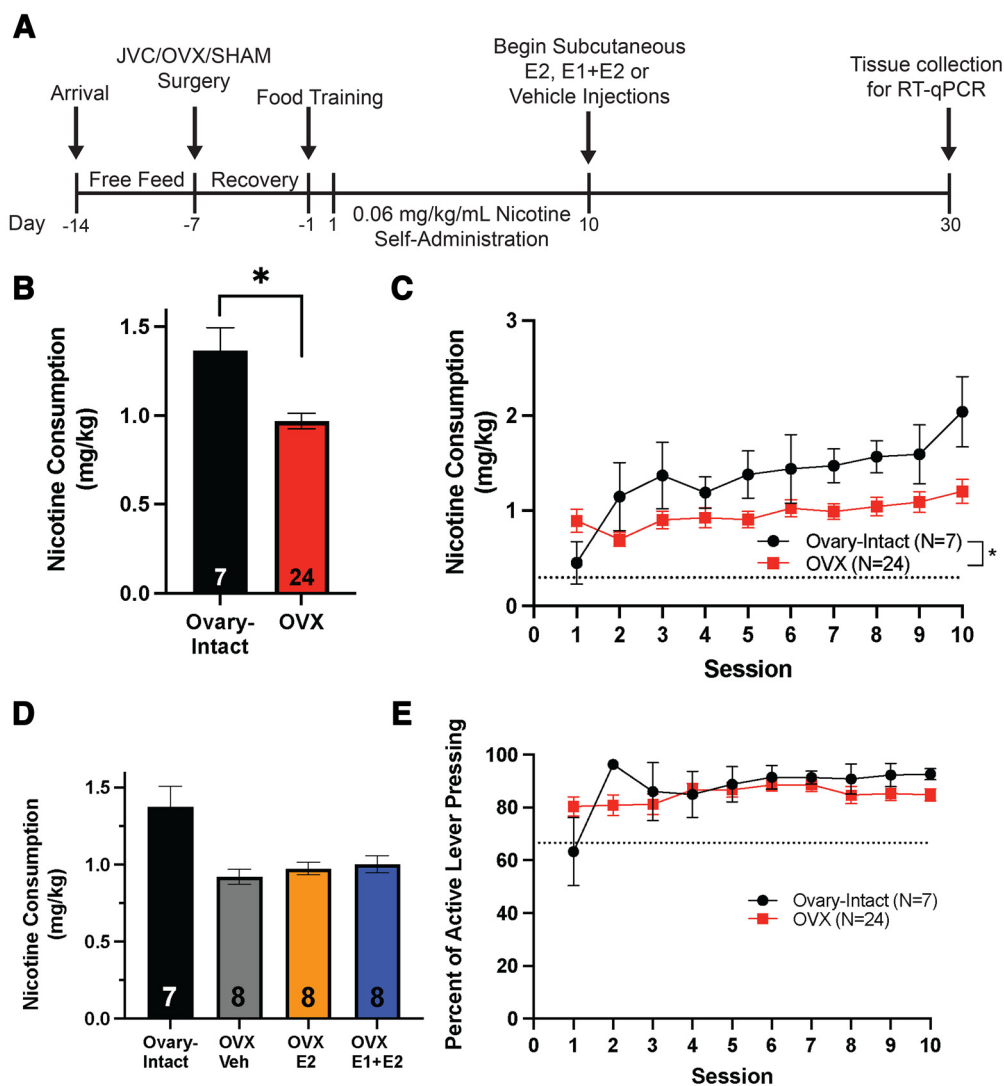 A
JVC/OVX/SHAM
Surgery
Arrival
Food Training
Begin Subcutaneous
E2, E1+E2 or
Vehicle Injections
Tissue collection
for RT-qPCR
Free Feed
Recovery
0.06 mg/kg/mL Nicotine
Self-Administration
Day
-14
-7
-1
1
10
30
B
Nicotine Consumption
(mg/kg)
1.5
1.0
0.5
0.0
*
7
24
Ovary-
Intact
OVX
C
Nicotine Consumption
(mg/kg)
3
2
1
0
Ovary-Intact (N=7)
OVX (N=24)
*
0 1 2 3 4 5 6 7 8 9 10
Session
D
Nicotine Consumption
(mg/kg)
1.5
1.0
0.5
0.0
7
8
8
8
Ovary-
Intact
OVX
Veh
OVX
E2
OVX
E1+E2
E
Percent of Active Lever Pressing
100
80
60
40
20
0
Ovary-Intact (N=7)
OVX (N=24)
0 1 2 3 4 5 6 7 8 9 10
Session